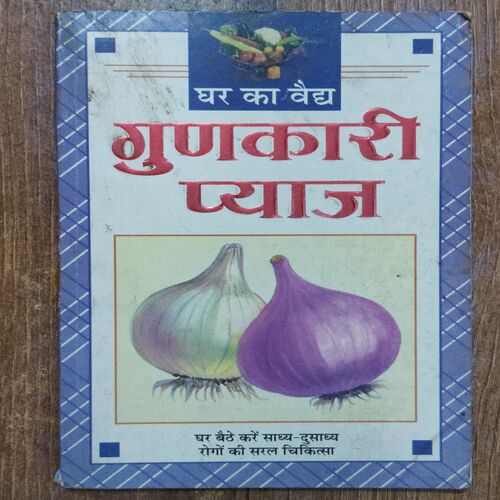 घर का वैद्य
गुणकारी
प्याज
घर बैठे करें साध्य-दुसाध्य
रोगों की सरल चिकित्सा